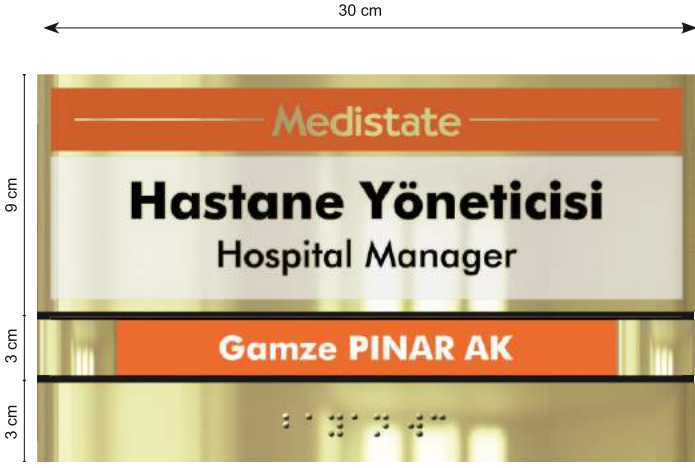 30 cm
9 cm
Medistate
Hastane Yöneticisi
Hospital Manager
3 cm
Gamze PINAR AK
3 cm